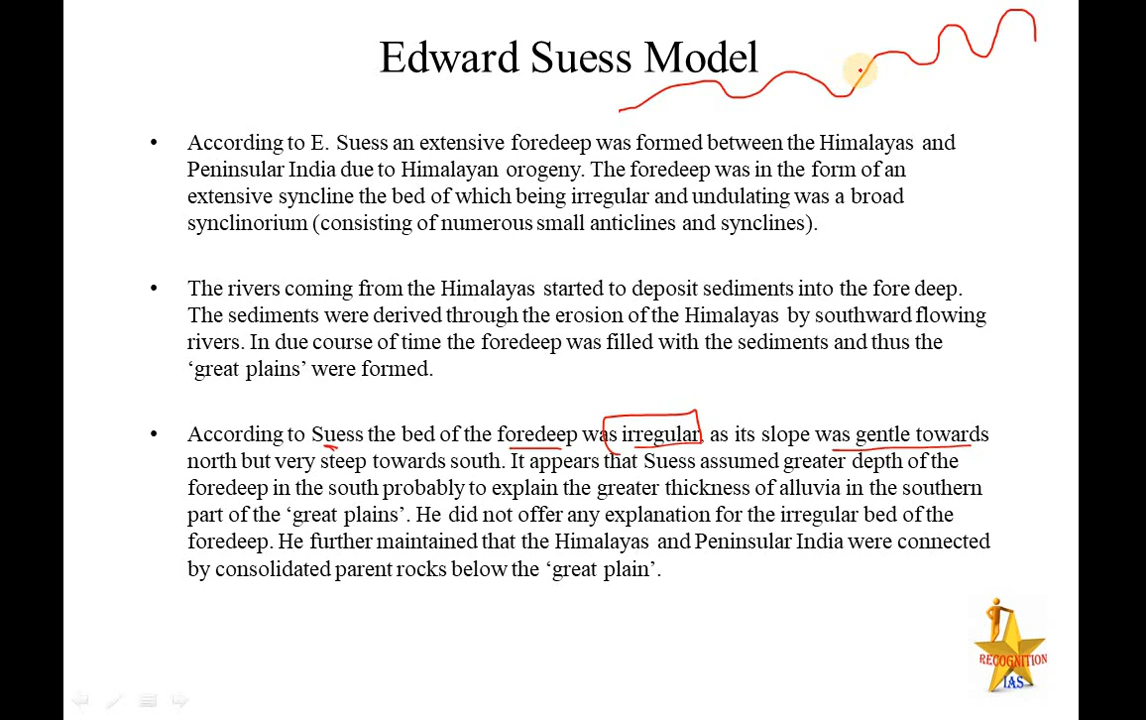 Edward Suess Model
• According to E. Suess an extensive foredeep was formed between the Himalayas and
Peninsular India due to Himalayan orogeny. The foredeep was in the form of an
extensive syncline the bed of which being irregular and undulating was a broad
synclinorium (consisting of numerous small anticlines and synclines).
• The rivers coming from the Himalayas started to deposit sediments into the fore deep.
The sediments were derived through the erosion of the Himalayas by southward flowing
rivers. In due course of time the foredeep was filled with the sediments and thus the
‘great plains’ were formed.
• According to Suess the bed of the foredeep was irregular as its slope was gentle towards
north but very steep towards south. It appears that Suess assumed greater depth of the
foredeep in the south probably to explain the greater thickness of alluvia in the southern
part of the ‘great plains’. He did not offer any explanation for the irregular bed of the
foredeep. He further maintained that the Himalayas and Peninsular India were connected
by consolidated parent rocks below the ‘great plain’.
RECOGNITION
IAS